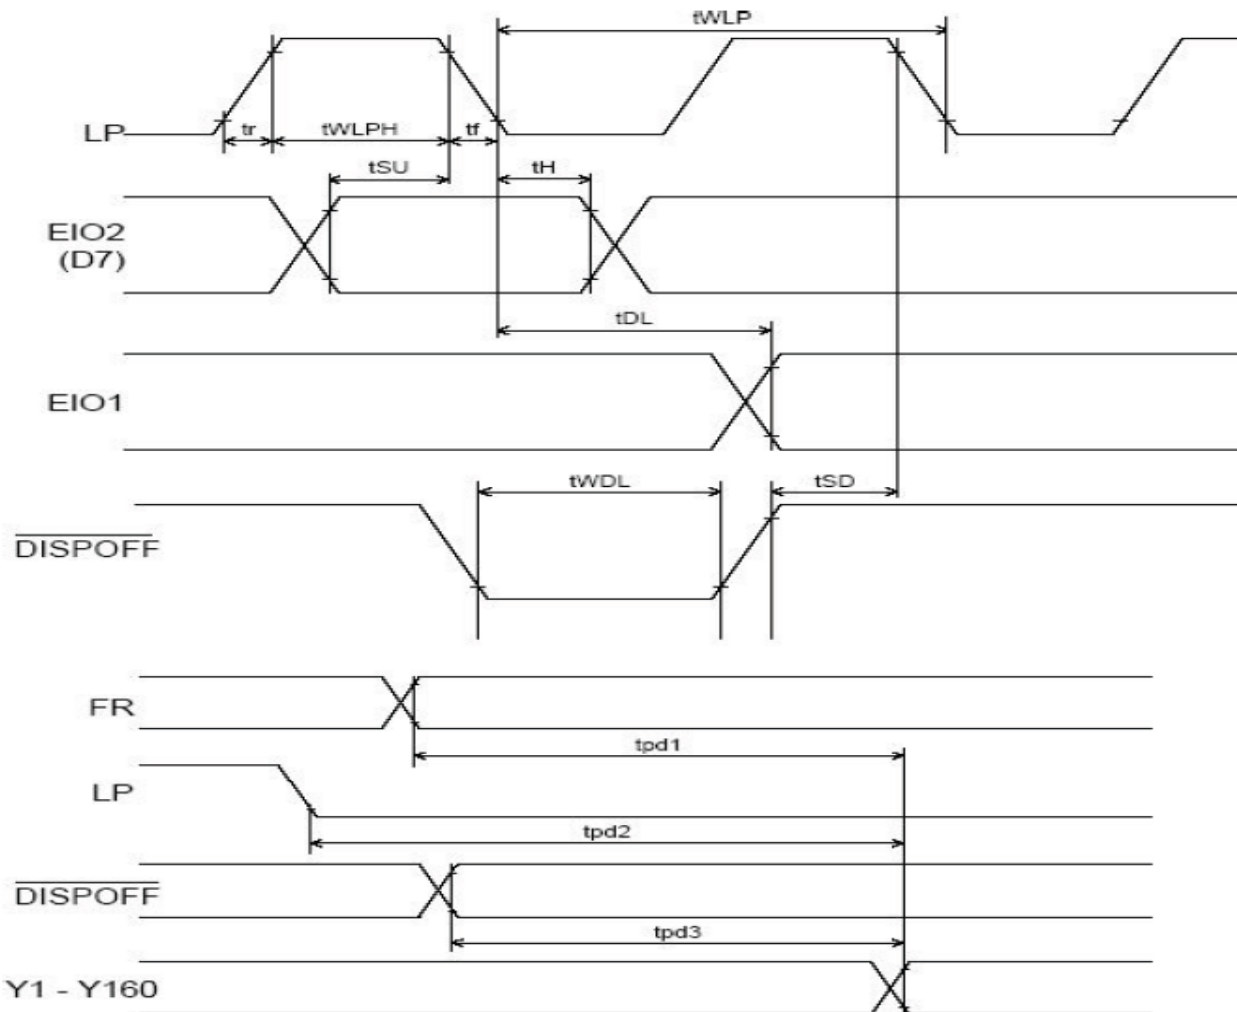 tWLP
LP
tr
tWLPH
tf
tSU
tH
EIO2
(D7)
tDL
EIO1
tWDL
tSD
DISPOFF
FR
tpd1
LP
tpd2
DISPOFF
tpd3
Y1 - Y160